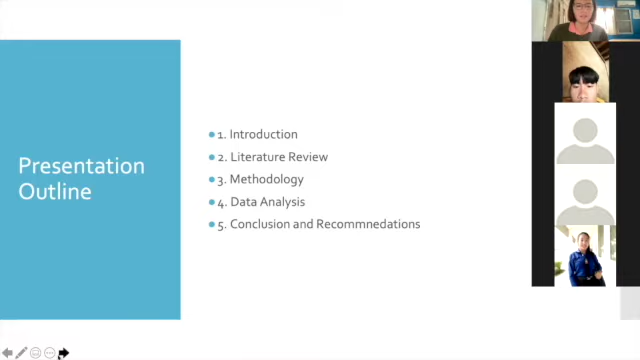 Presentation
Outline
1. Introduction
2. Literature Review
3. Methodology
4. Data Analysis
5. Conclusion and Recommnedations